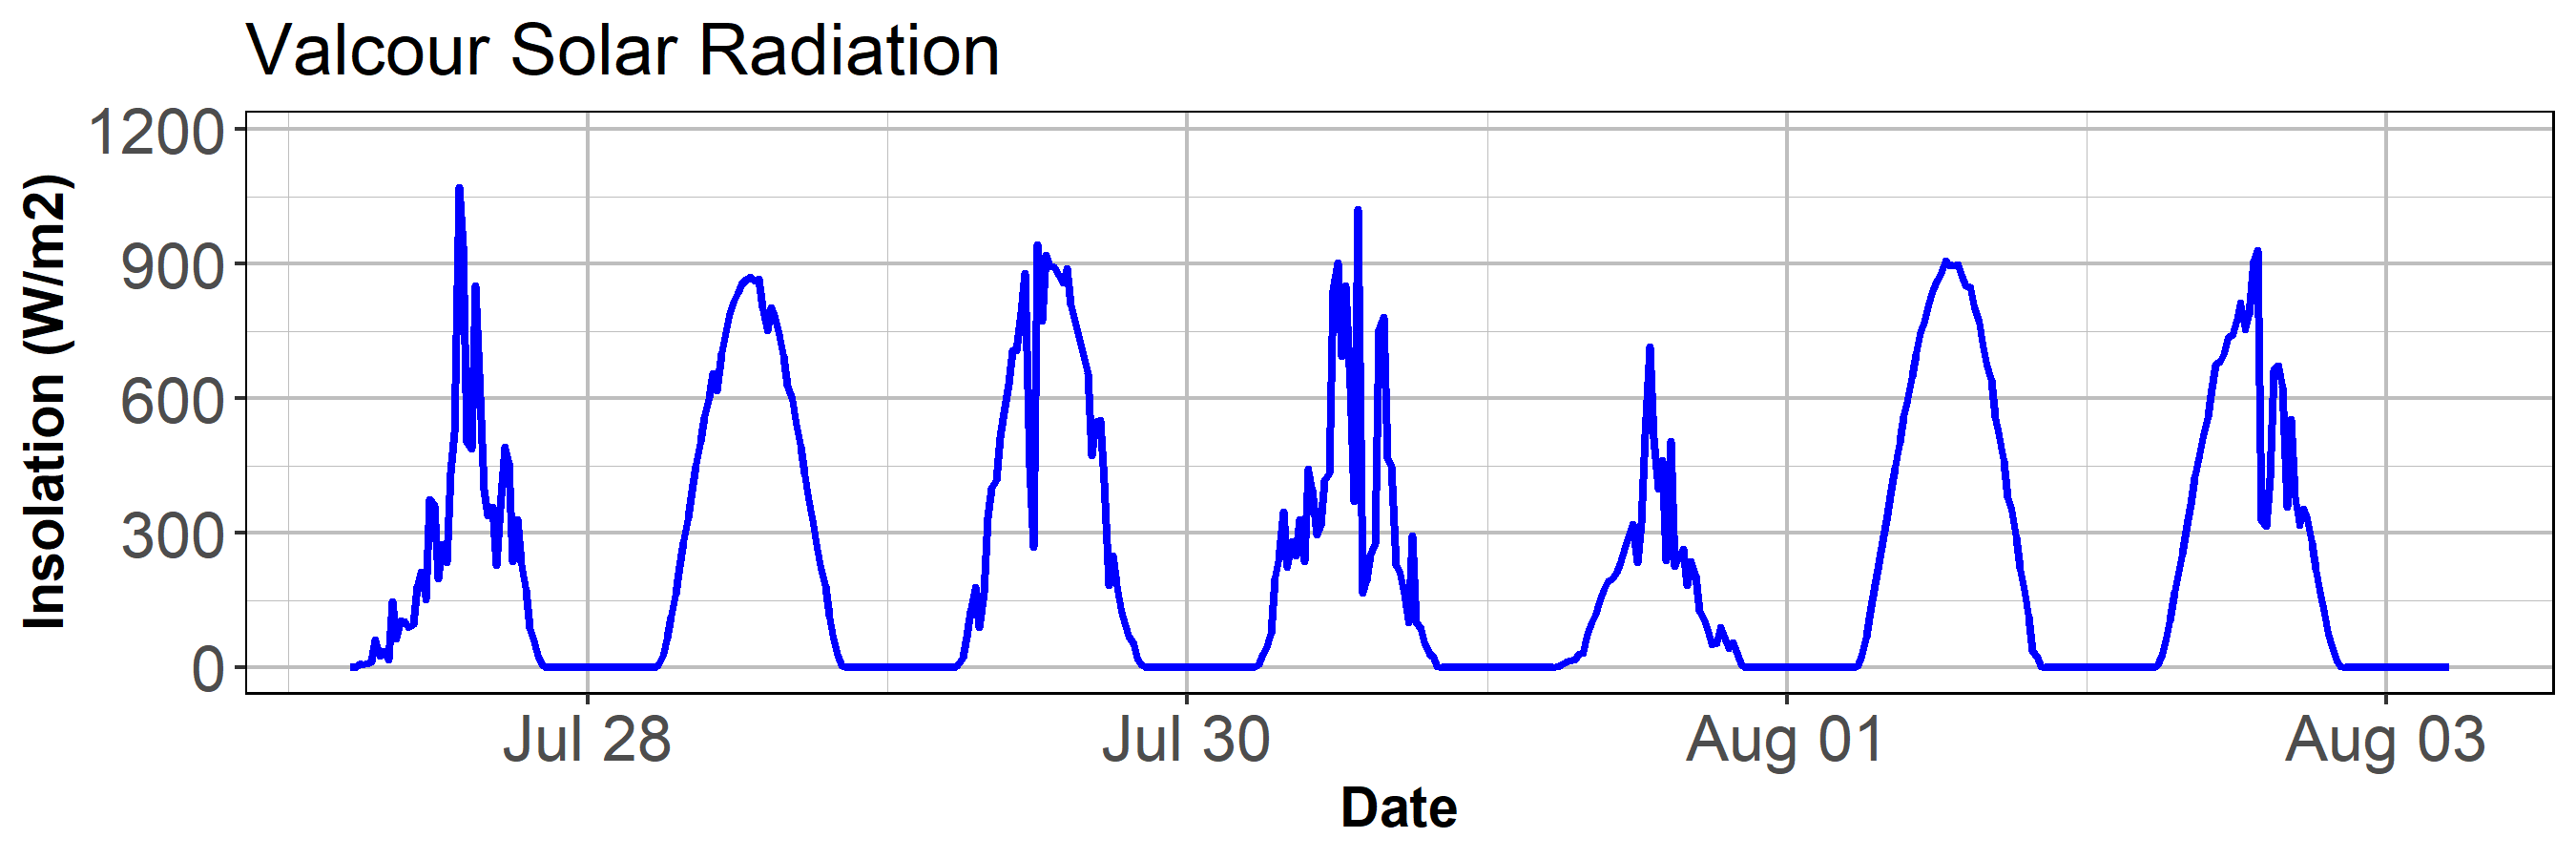 Valcour Solar Radiation
Insolation (W/m2)
1200
900
600
300
0
Jul 28
Jul 30
Aug 01
Aug 03
Date